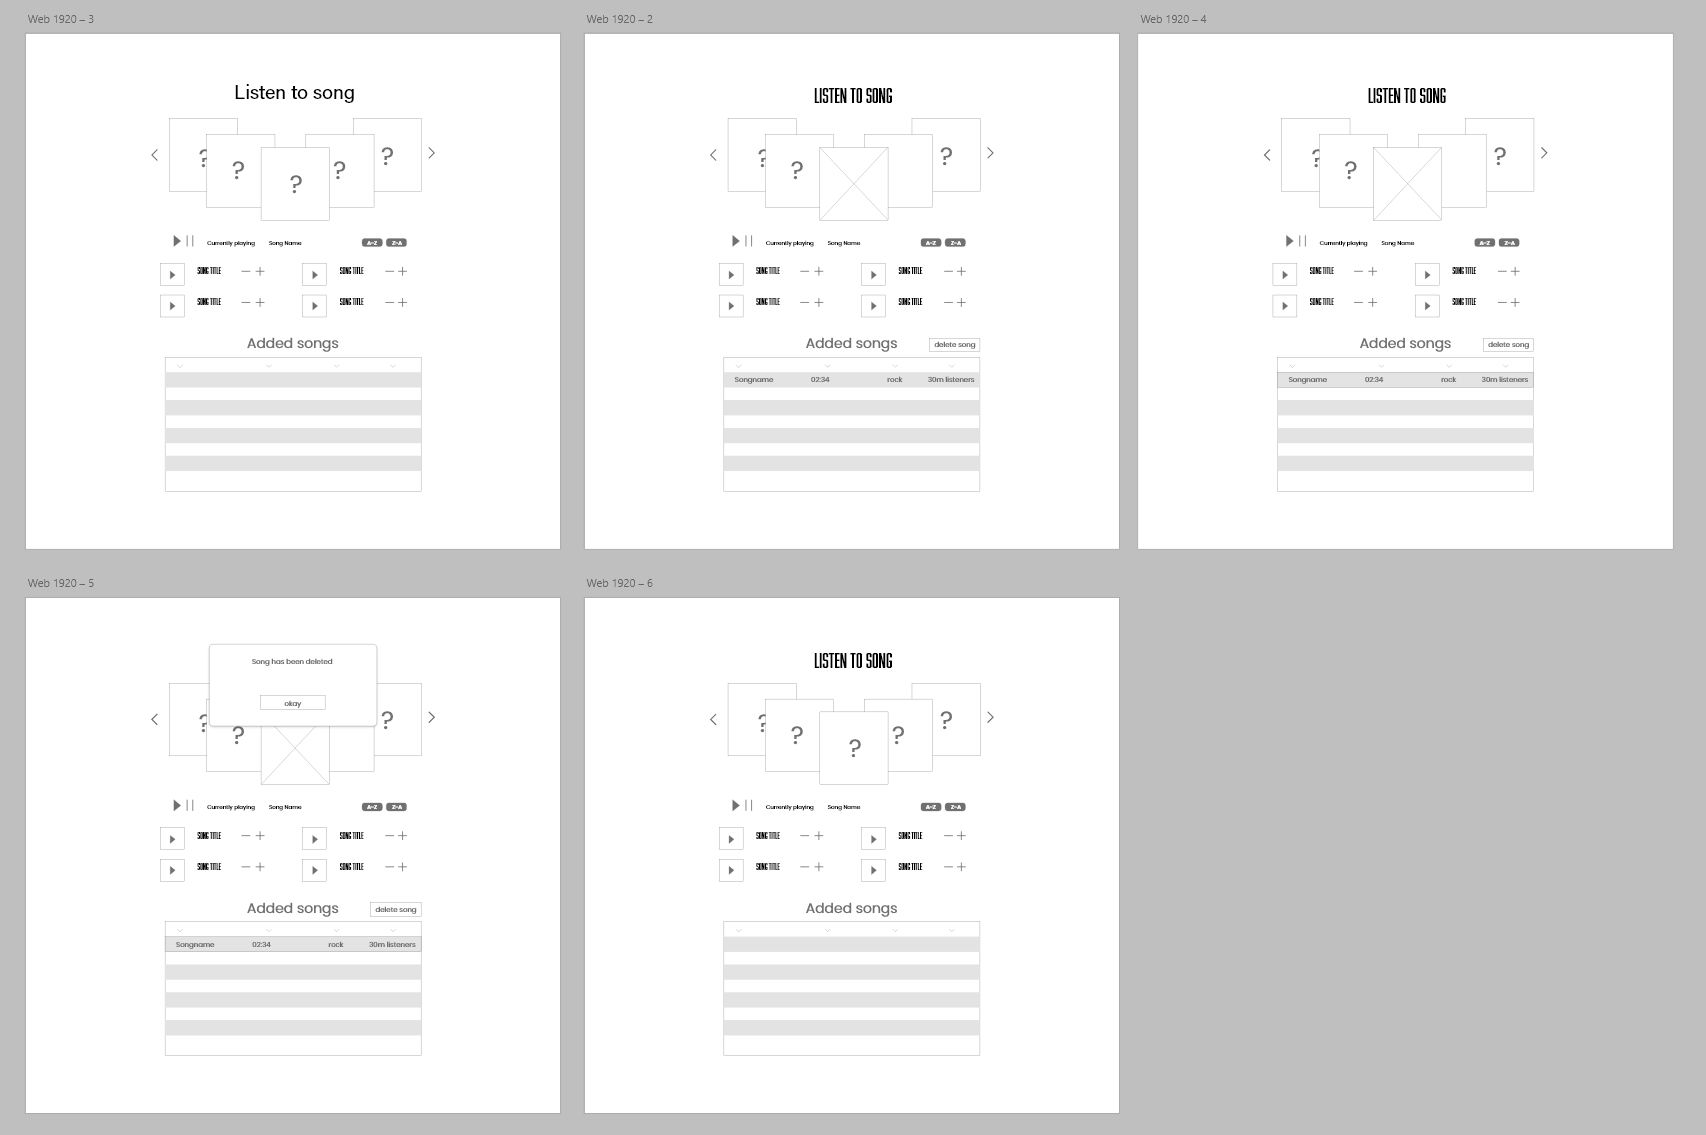 Web 1920 – 3
Listen to song
? ? ? ? ?
Currently playing Song Name A-Z Z-A
SONG TITLE SONG TITLE
SONG TITLE SONG TITLE
Added songs
Web 1920 – 2
LISTEN TO SONG
? ? ?
Currently playing Song Name A-Z Z-A
SONG TITLE SONG TITLE
SONG TITLE SONG TITLE
Added songs delete song
Songname 02:34 rock 30m listeners
Web 1920 – 4
LISTEN TO SONG
? ? ?
Currently playing Song Name A-Z Z-A
SONG TITLE SONG TITLE
SONG TITLE SONG TITLE
Added songs delete song
Songname 02:34 rock 30m listeners
Web 1920 – 5
Song has been deleted
okay
? ? ?
Currently playing Song Name A-Z Z-A
SONG TITLE SONG TITLE
SONG TITLE SONG TITLE
Added songs delete song
Songname 02:34 rock 30m listeners
Web 1920 – 6
LISTEN TO SONG
? ? ? ? ?
Currently playing Song Name A-Z Z-A
SONG TITLE SONG TITLE
SONG TITLE SONG TITLE
Added songs